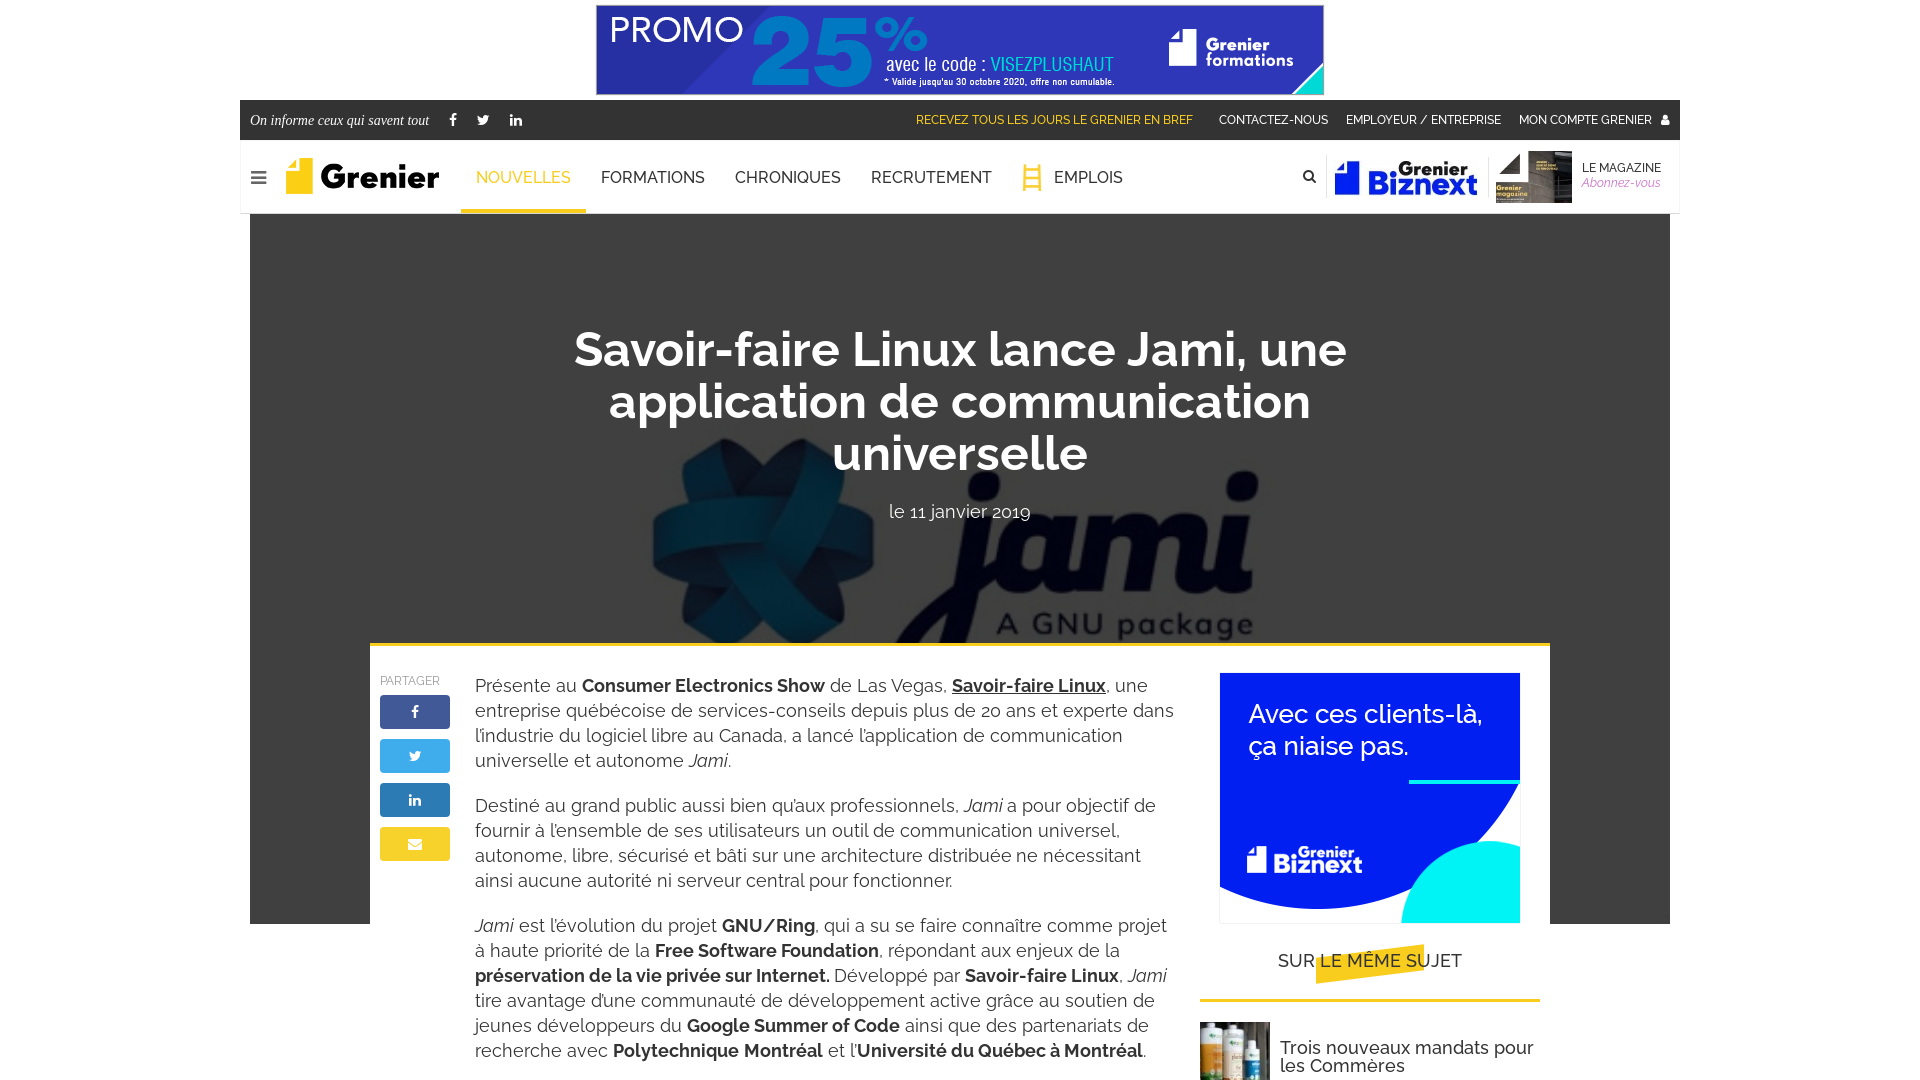 PROMO 25%
avec le code : VISEZPLUSHAUT
* Valide jusqu'au 30 octobre 2020, offre non cumulable.
Grenier
formations
On informe ceux qui savent tout
RECEVEZ TOUS LES JOURS LE GRENIER EN BREF
CONTACTEZ-NOUS
EMPLOYEUR / ENTREPRISE
MON COMPTE GRENIER
Grenier
NOUVELLES
FORMATIONS
CHRONIQUES
RECRUTEMENT
EMPLOIS
Grenier
Biznext
Grenier
magazine
LE MAGAZINE
Abonnez-vous
Savoir-faire Linux lance Jami, une
application de communication
universelle
le 11 janvier 2019
jami
A GNU package
PARTAGER
Présente au Consumer Electronics Show de Las Vegas, Savoir-faire Linux, une
entreprise québécoise de services-conseils depuis plus de 20 ans et experte dans
l’industrie du logiciel libre au Canada, a lancé l’application de communication
universelle et autonome Jami.
Destiné au grand public aussi bien qu’aux professionnels, Jami a pour objectif de
fournir à l’ensemble de ses utilisateurs un outil de communication universel,
autonome, libre, sécurisé et bâti sur une architecture distribuée ne nécessitant
ainsi aucune autorité ni serveur central pour fonctionner.
Jami est l’évolution du projet GNU/Ring, qui a su se faire connaître comme projet
à haute priorité de la Free Software Foundation, répondant aux enjeux de la
préservation de la vie privée sur Internet. Développé par Savoir-faire Linux, Jami
tire avantage d’une communauté de développement active grâce au soutien de
jeunes développeurs du Google Summer of Code ainsi que des partenariats de
recherche avec Polytechnique Montréal et l’Université du Québec à Montréal.
Avec ces clients-là,
ça niaise pas.
Grenier
Biznext
SUR LE MÊME SUJET
Trois nouveaux mandats pour
les Commères